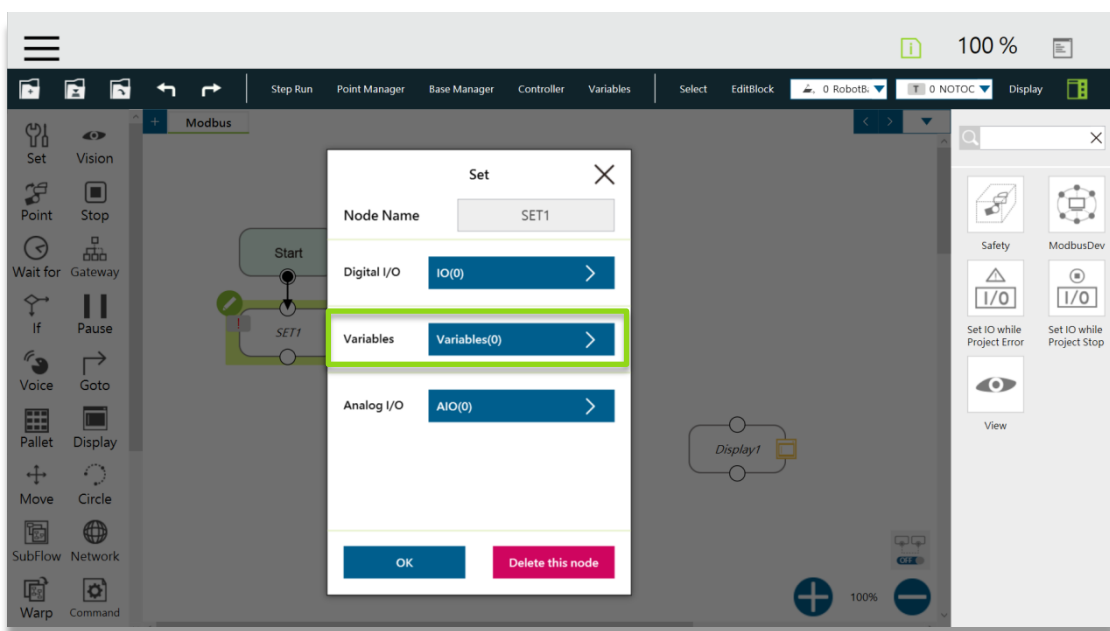 100 %
Step Run Point Manager Base Manager Controller Variables Select EditBlock 0 RobotB T 0 NOTOC Display
+ Modbus
Set Vision
Point Stop
Wait for Gateway
If Pause
Voice Goto
Pallet Display
Move Circle
SubFlow Network
Warp Command
Start
SET1
Set
Node Name SET1
Digital I/O IO(0)
Variables Variables(0)
Analog I/O AIO(0)
OK Delete this node
Display1
OFF
100%
Safety ModbusDev
I/O I/O
Set IO while
Project Error
Set IO while
Project Stop
View